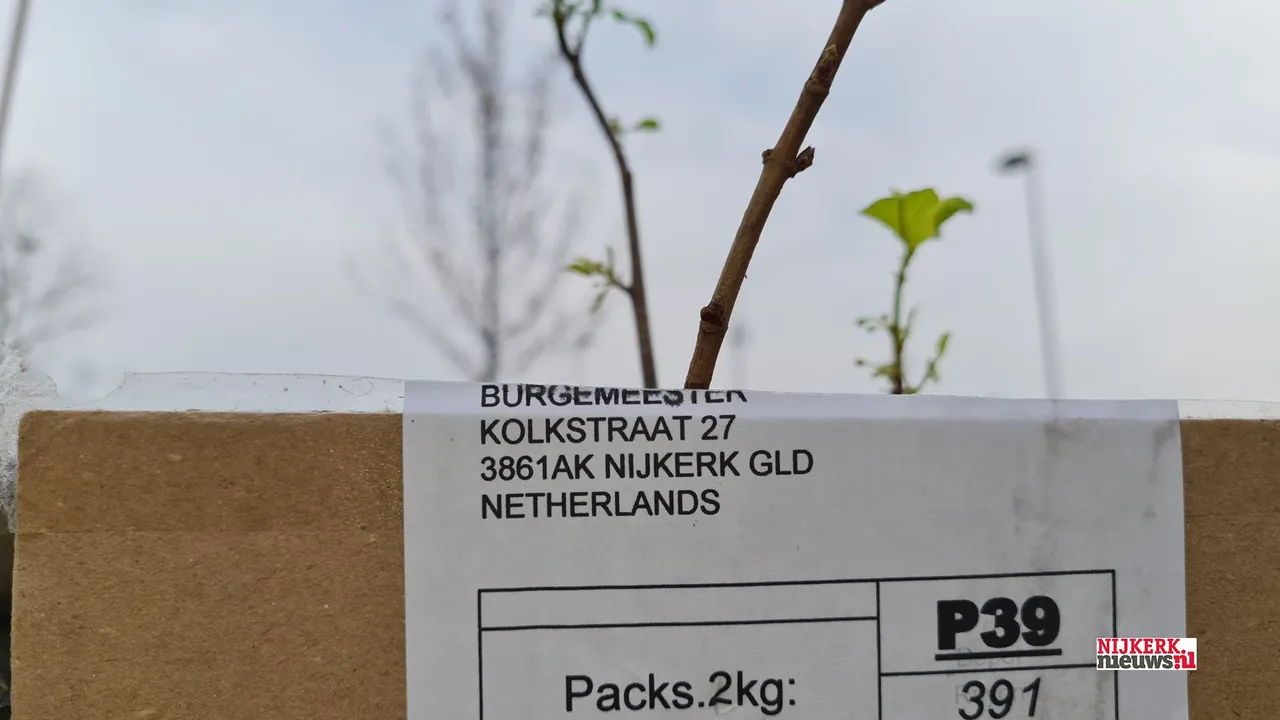 BURGEMEESTER
KOLKSTRAAT 27
3861AK NIJKERK GLD
NETHERLANDS
P39
Packs.2kg:
391
NIJKERK
nieuws.nl